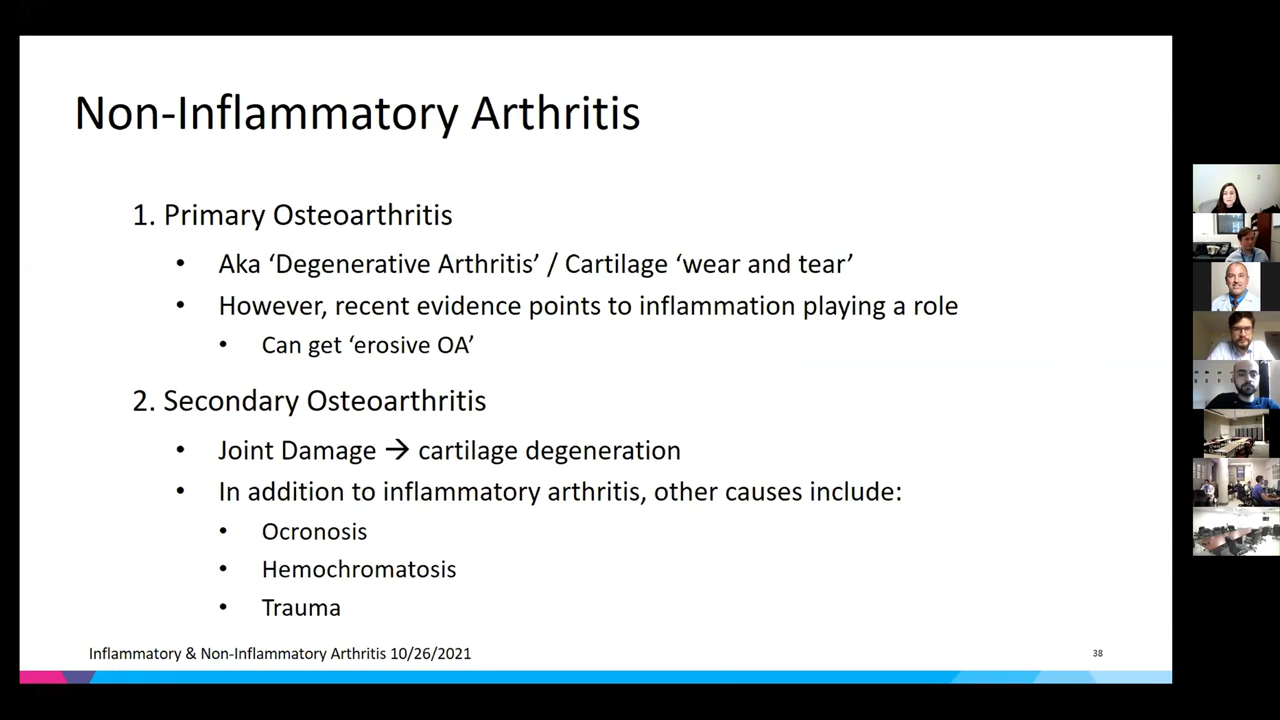 Non-Inflammatory Arthritis
1. Primary Osteoarthritis
• Aka ‘Degenerative Arthritis’ / Cartilage ‘wear and tear’
• However, recent evidence points to inflammation playing a role
• Can get ‘erosive OA’
2. Secondary Osteoarthritis
• Joint Damage → cartilage degeneration
• In addition to inflammatory arthritis, other causes include:
• Ocronosis
• Hemochromatosis
• Trauma
Inflammatory & Non-Inflammatory Arthritis 10/26/2021
38